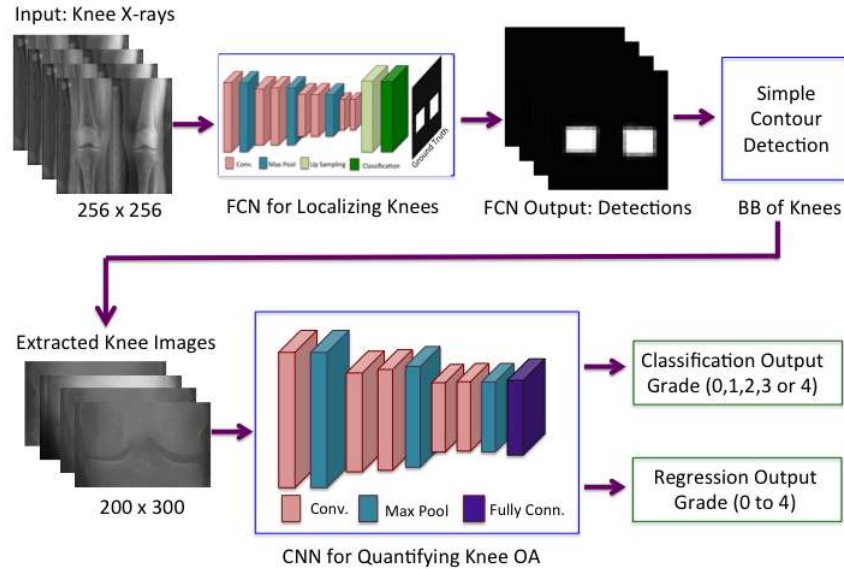 Input: Knee X-rays
256 x 256
Conv.
Max Pool
Up Sampling
Classification
Ground Truth
FCN for Localizing Knees
FCN Output: Detections
Simple
Contour
Detection
BB of Knees
Extracted Knee Images
200 x 300
Conv.
Max Pool
Fully Conn.
CNN for Quantifying Knee OA
Classification Output
Grade (0,1,2,3 or 4)
Regression Output
Grade (0 to 4)